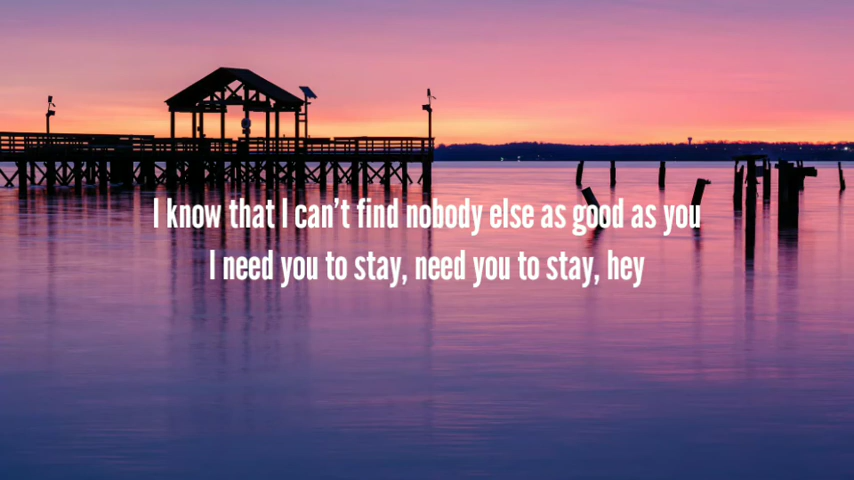 I know that I can't find nobody else as good as you
I need you to stay, need you to stay, hey